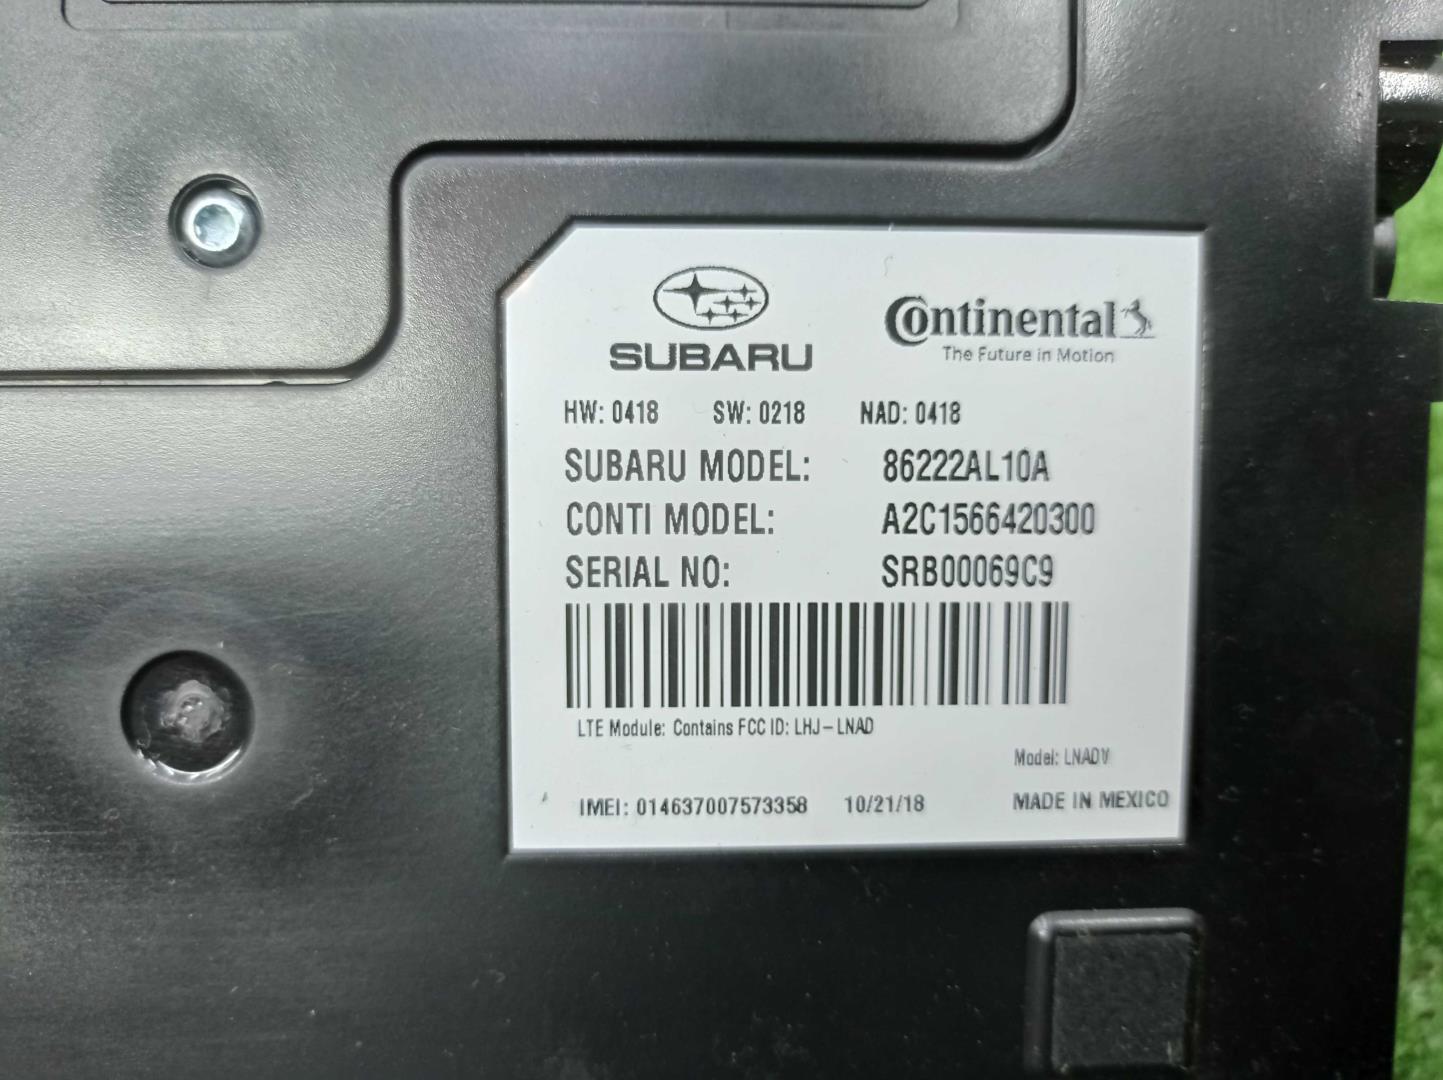 SUBARU
Continental
The Future in Motion
HW: 0418 SW: 0218 NAD: 0418
SUBARU MODEL: 86222AL10A
CONTI MODEL: A2C1566420300
SERIAL NO: SRB00069C9
LTE Module: Contains FCC ID: LHJ-LNAD
Model: LNADV
IMEI: 014637007573358 10/21/18 MADE IN MEXICO